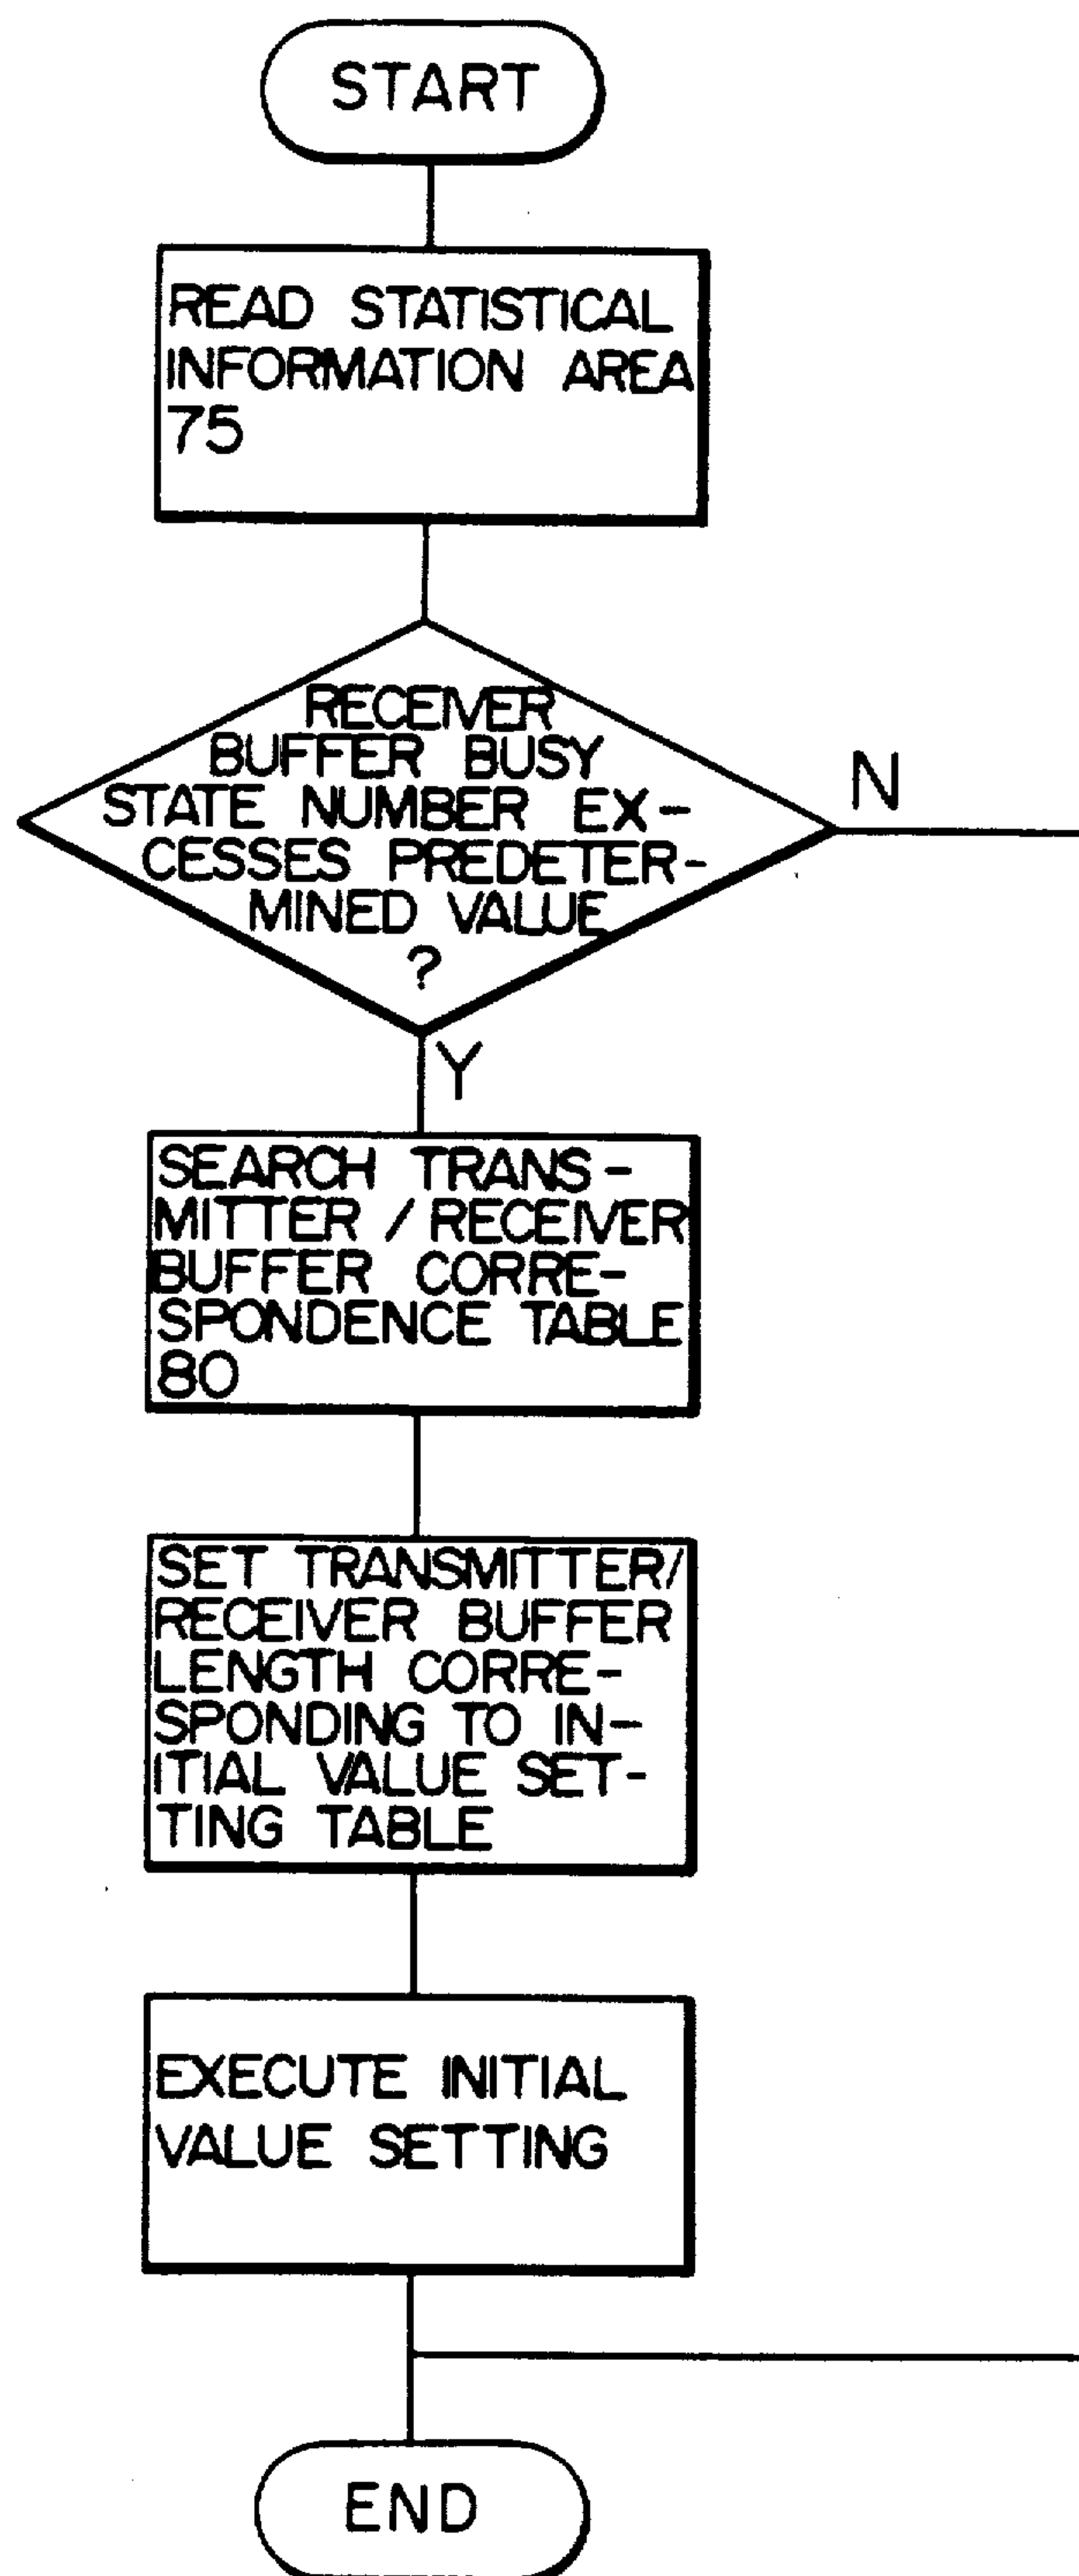 START
READ STATISTICAL
INFORMATION AREA
75
RECEIVER
BUFFER BUSY
STATE NUMBER EX-
CESSES PREDETER-
MINED VALUE
?
N
Y
SEARCH TRANS-
MITTER / RECEIVER
BUFFER CORRE-
SPONDENCE TABLE
80
SET TRANSMITTER/
RECEIVER BUFFER
LENGTH CORRE-
SPONDING TO IN-
ITIAL VALUE SET-
TING TABLE
EXECUTE INITIAL
VALUE SETTING
END